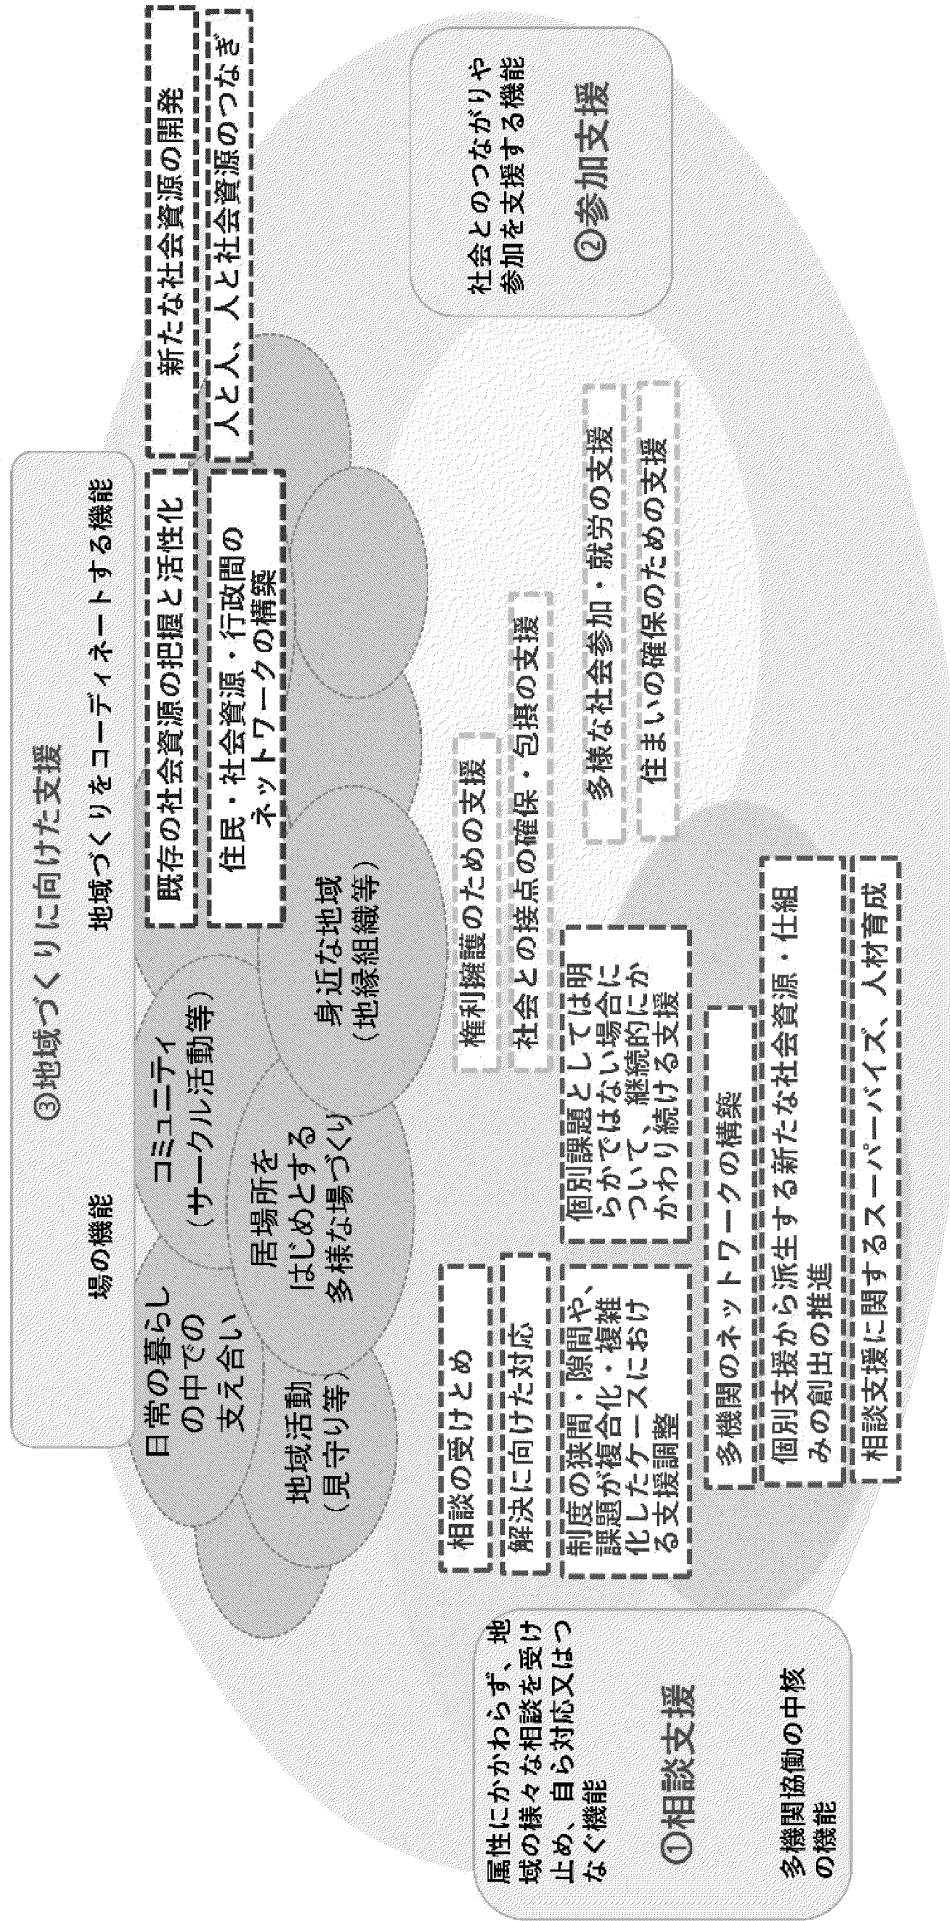 ③地域づくりに向けた支援
場の機能
地域づくりをコーディネートする機能
日常の暮らし
の中での
支え合い
コミュニティ
（サークル活動等）
地域活動
（見守り等）
居場所を
はじめとする
多様な場づくり
身近な地域
（地縁組織等）
既存の社会資源の把握と活性化
新たな社会資源の開発
住民・社会資源・行政間の
ネットワークの構築
人と人、人と社会資源のつなぎ
属性にかかわらず、地
域の様々な相談を受け
止め、自ら対応又はつ
なぐ機能
①相談支援
多機関協働の中核
の機能
相談の受けとめ
解決に向けた対応
制度の狭間・隙間や、
課題が複合化・複雑
化したケースにおけ
る支援調整
個別課題としては明
らかではない場合に
ついて、継続的にか
かわり続ける支援
多機関のネットワークの構築
個別支援から派生する新たな社会資源・仕組
みの創出の推進
相談支援に関するスーパーバイズ、人材育成
権利擁護のための支援
社会との接点の確保・包摂の支援
多様な社会参加・就労の支援
住まいの確保のための支援
社会とのつながりや
参加を支援する機能
②参加支援